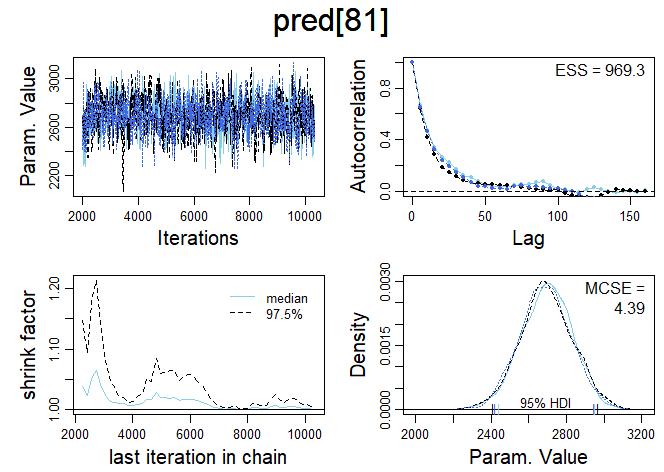 pred[81]
Param. Value
3000
2600
2200
2000 4000 6000 8000 10000
Iterations
Autocorrelation
ESS = 969.3
0.8
0.4
0.0
0 50 100 150
Lag
shrink factor
1.20
1.10
1.00
median
97.5%
2000 4000 6000 8000 10000
last iteration in chain
Density
MCSE =
4.39
0.0030
0.0015
0.0000
95% HDI
2000 2400 2800 3200
Param. Value